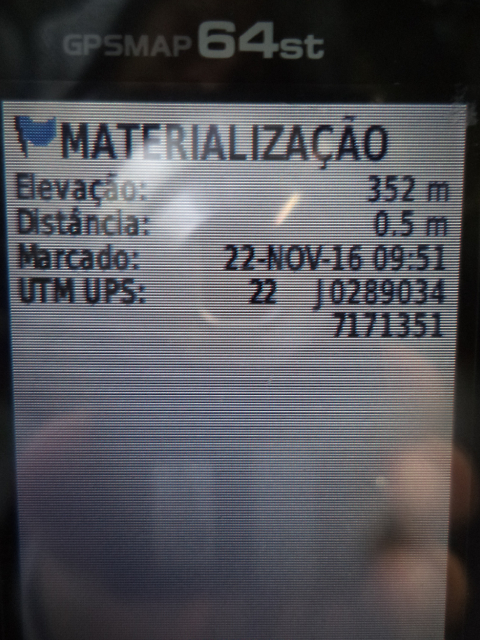 GPSMAP 64st
MATERIALIZAÇÃO
Elevação: 352 m
Distância: 0.5 m
Marcado: 22-NOV-16 09:51
UTM UPS: 22 J 0289034
7171351